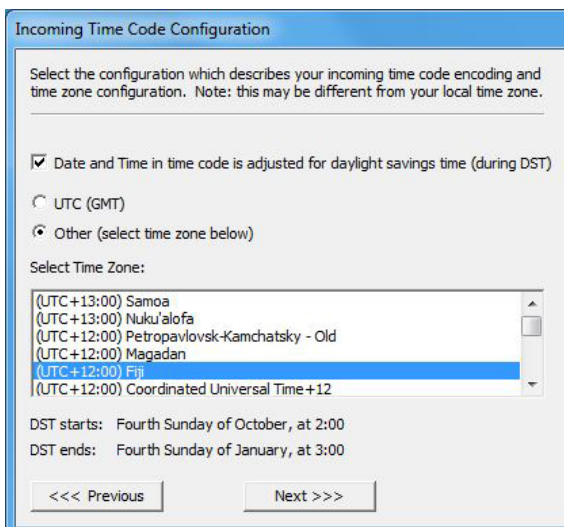 Incoming Time Code Configuration
Select the configuration which describes your incoming time code encoding and
time zone configuration.  Note: this may be different from your local time zone.
Date and Time in time code is adjusted for daylight savings time (during DST)
UTC (GMT)
Other (select time zone below)
Select Time Zone:
(UTC+13:00) Samoa
(UTC+13:00) Nuku'alofa
(UTC+12:00) Petropavlovsk-Kamchatsky - Old
(UTC+12:00) Magadan
(UTC+12:00) Fiji
(UTC+12:00) Coordinated Universal Time+12
DST starts: Fourth Sunday of October, at 2:00
DST ends: Fourth Sunday of January, at 3:00
<<< Previous Next >>>